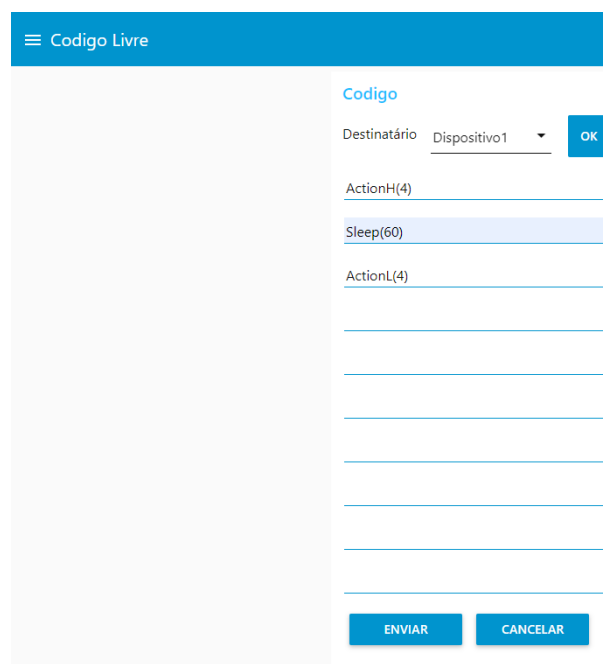 Codigo Livre
Codigo
Destinatário Dispositivo1 OK
ActionH(4)
Sleep(60)
ActionL(4)
ENVIAR CANCELAR